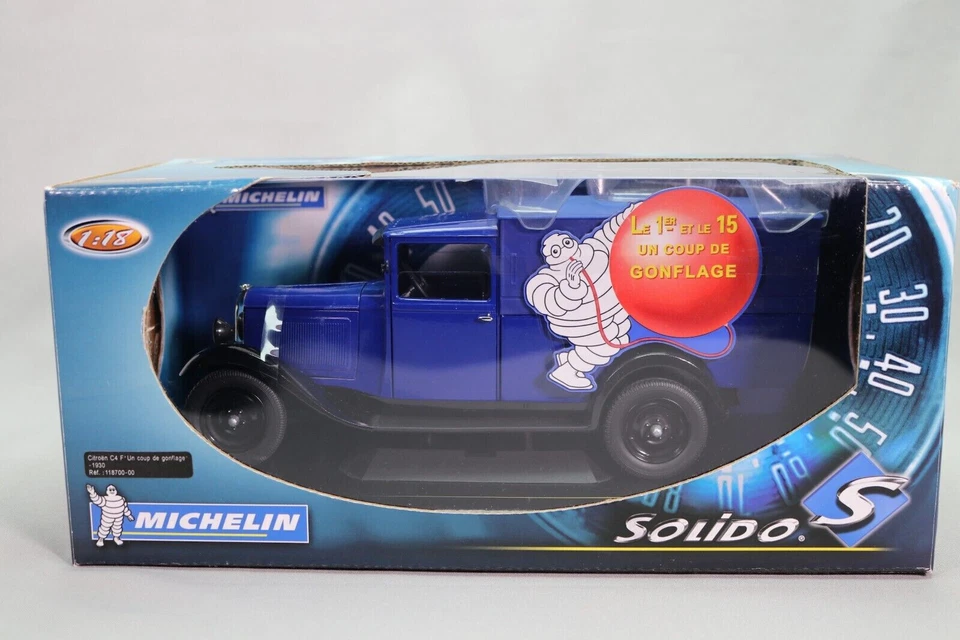 MICHELIN
50
1:18
LE 1ER ET LE 15
UN COUP DE
GONFLAGE
20
30
40
50
Citroën C4 F"Un coup de gonflage"
-1930
Réf. :118700-00
MICHELIN
SOLIDO®
S